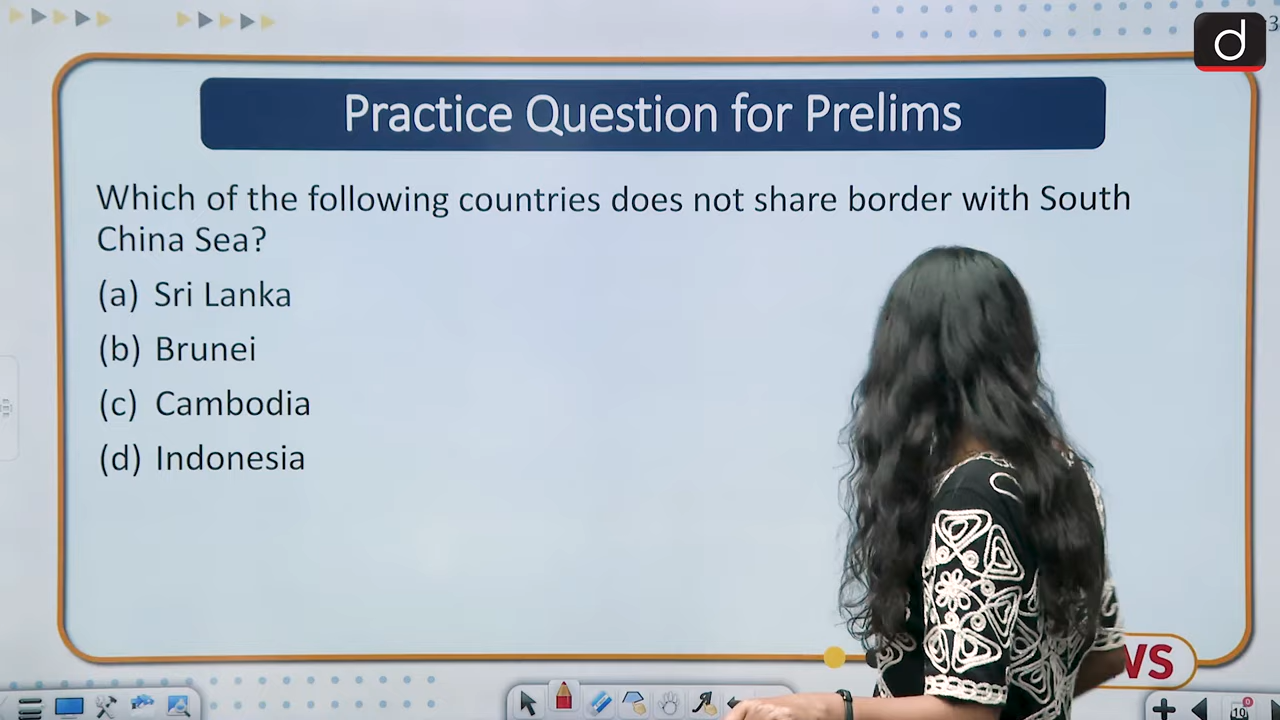 d
Practice Question for Prelims
Which of the following countries does not share border with South
China Sea?
(a) Sri Lanka
(b) Brunei
(c) Cambodia
(d) Indonesia
10